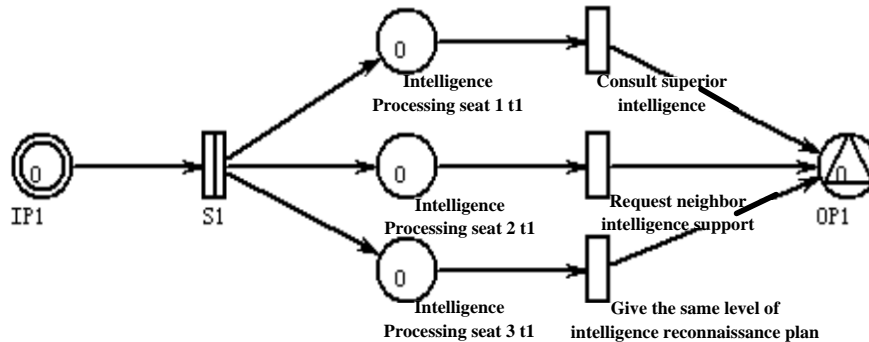 0
Intelligence
Processing seat 1 t1
Consult superior
intelligence
0
IP1
S1
0
Intelligence
Processing seat 2 t1
Request neighbor
intelligence support
0
OP1
0
Intelligence
Processing seat 3 t1
Give the same level of
intelligence reconnaissance plan